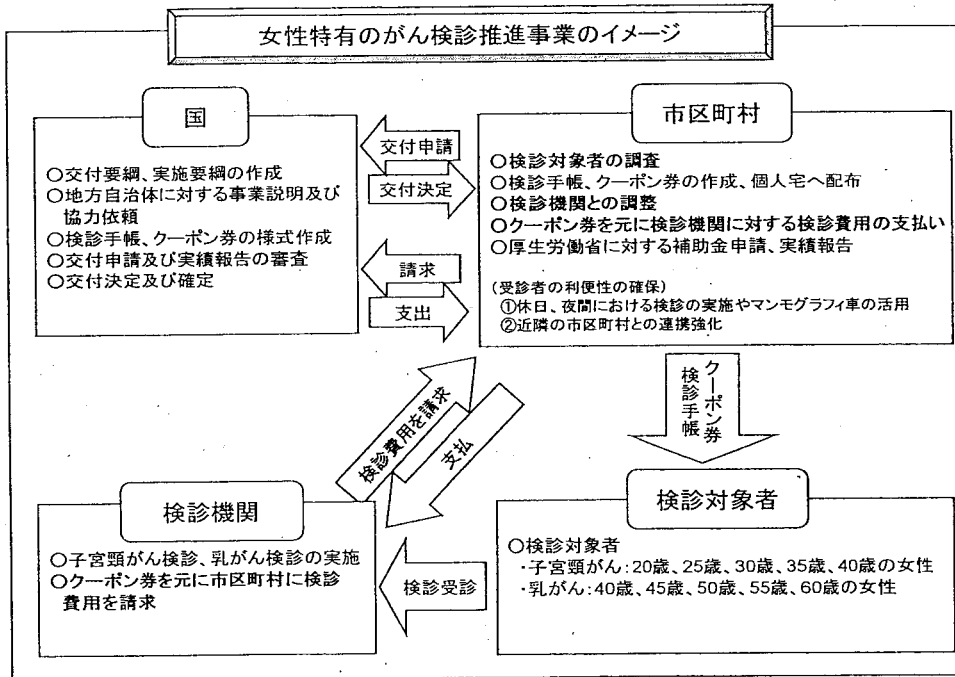 女性特有のがん検診推進事業のイメージ
国
○交付要綱、実施要綱の作成
○地方自治体に対する事業説明及び
協力依頼
○検診手帳、クーポン券の様式作成
○交付申請及び実績報告の審査
○交付決定及び確定
交付申請
交付決定
請求
支出
市区町村
○検診対象者の調査
○検診手帳、クーポン券の作成、個人宅へ配布
○検診機関との調整
○クーポン券を元に検診機関に対する検診費用の支払い
○厚生労働省に対する補助金申請、実績報告
(受診者の利便性の確保)
①休日、夜間における検診の実施やマンモグラフィ車の活用
②近隣の市区町村との連携強化
クーポン券
検診手帳
検診費用を請求
支払
検診機関
○子宮頸がん検診、乳がん検診の実施
○クーポン券を元に市区町村に検診
費用を請求
検診受診
検診対象者
○検診対象者
・子宮頸がん:20歳、25歳、30歳、35歳、40歳の女性
・乳がん:40歳、45歳、50歳、55歳、60歳の女性